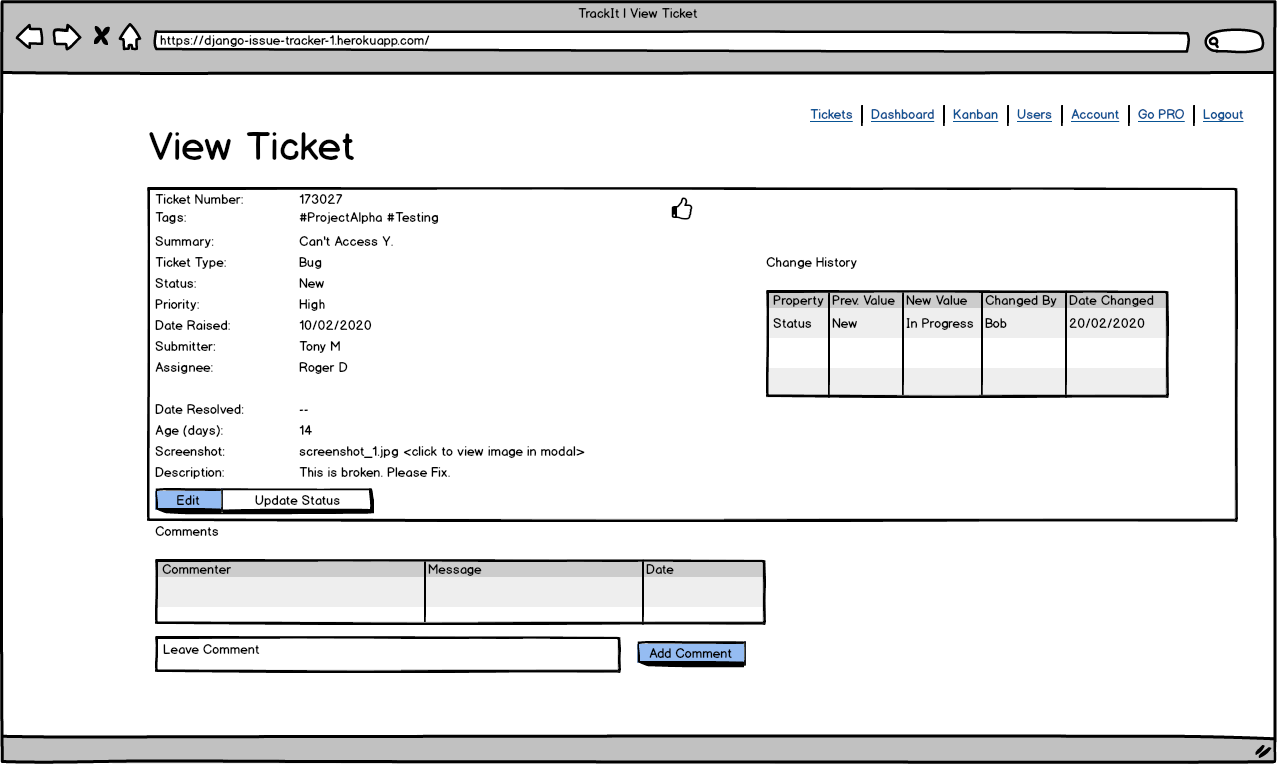 TrackIt | View Ticket
https://django-issue-tracker-1.herokuapp.com/
Tickets Dashboard Kanban Users Account Go PRO Logout
View Ticket
Ticket Number: 173027
Tags: #ProjectAlpha #Testing
Summary: Can't Access Y.
Ticket Type: Bug
Status: New
Priority: High
Date Raised: 10/02/2020
Submitter: Tony M
Assignee: Roger D
Date Resolved: --
Age (days): 14
Screenshot: screenshot_1.jpg <click to view image in modal>
Description: This is broken. Please Fix.
Edit Update Status
Change History
Property Prev. Value New Value Changed By Date Changed
Status New In Progress Bob 20/02/2020
Comments
Commenter Message Date
Leave Comment Add Comment